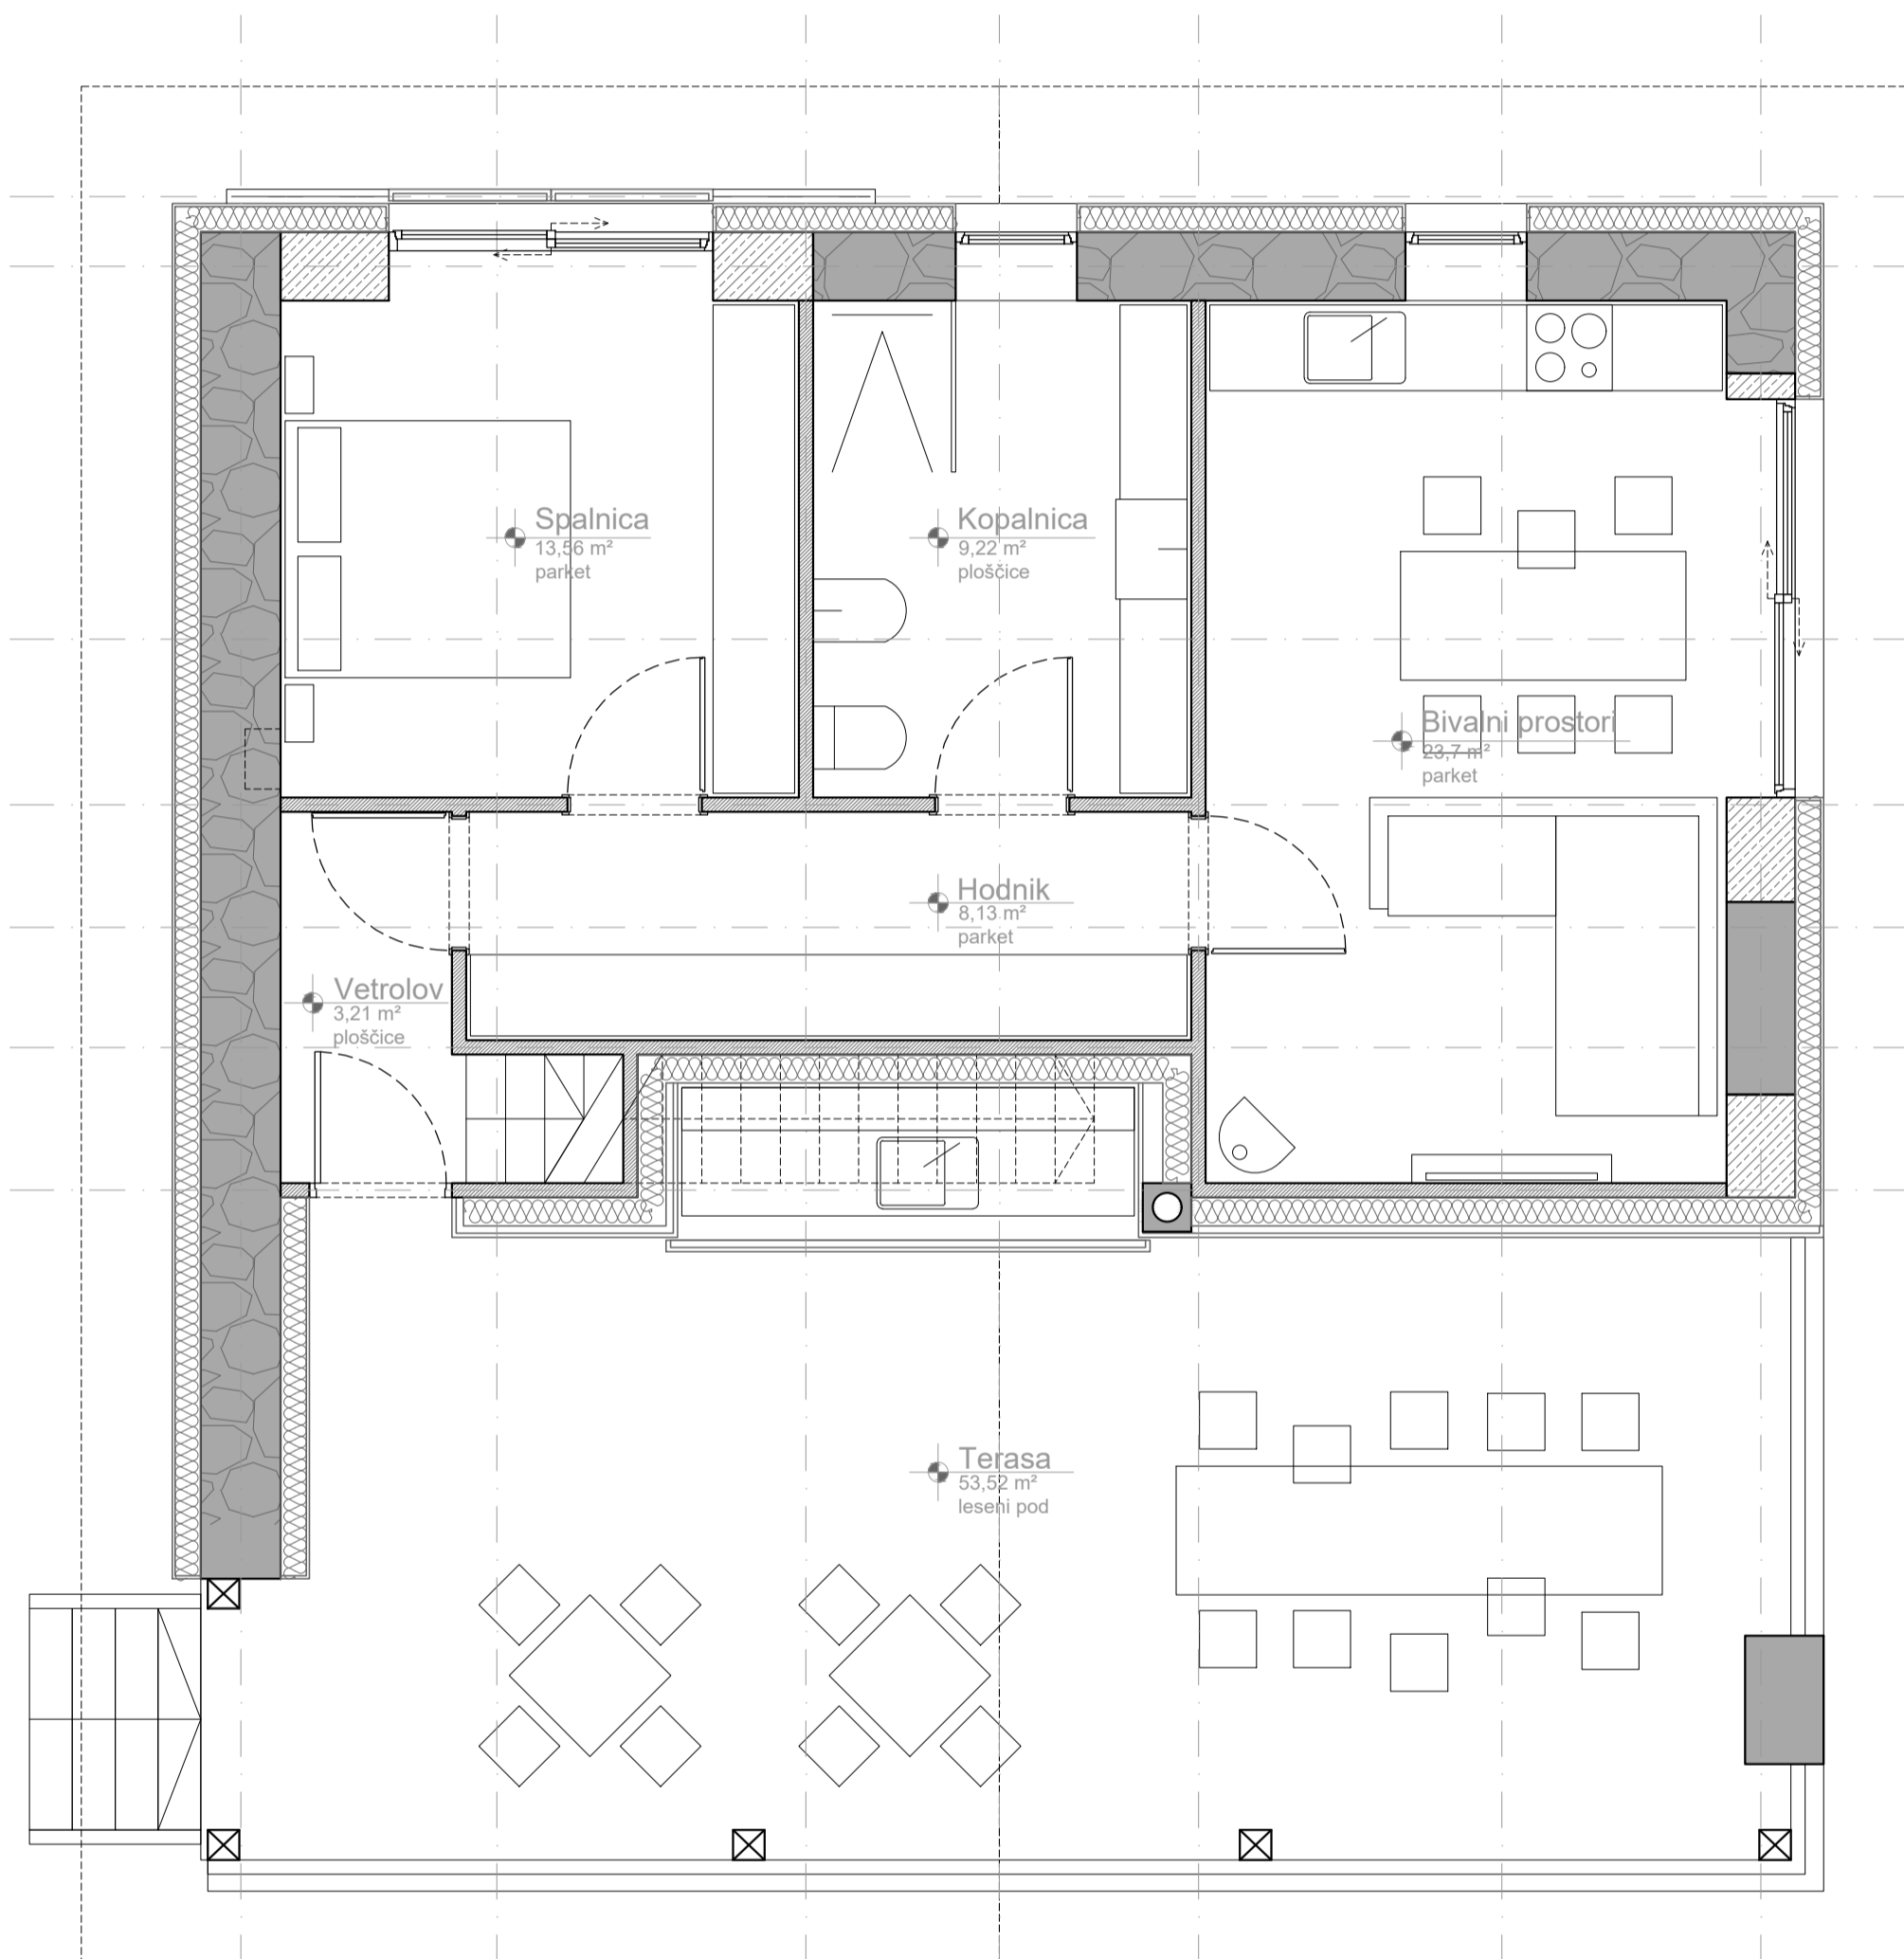 Spalnica
13,56 m²
parket
Kopalnica
9,22 m²
ploščice
Bivalni prostori
23,7 m²
parket
Hodnik
8,13 m²
parket
Vetrolov
3,21 m²
ploščice
Terasa
53,52 m²
leseni pod